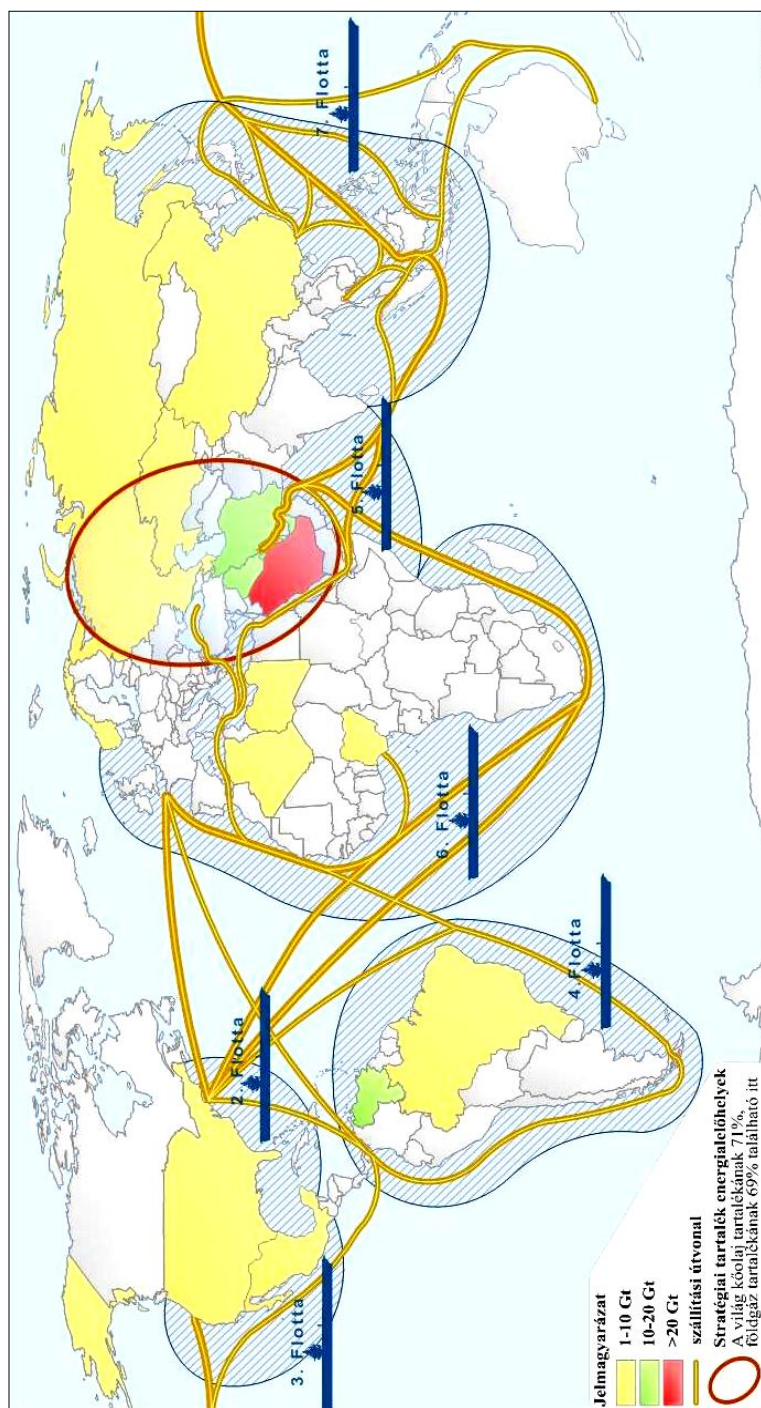 3. Flotta
2. Flotta
4.Flotta
6. Flotta
5. Flotta
7. Flotta
Jelmagyarázat
1-10 Gt
10-20 Gt
>20 Gt
szállítási útvonal
Stratégiai tartalék energialelőhelyek
A világ kőolaj tartalékának 71%,
földgáz tartalékának 69% található itt